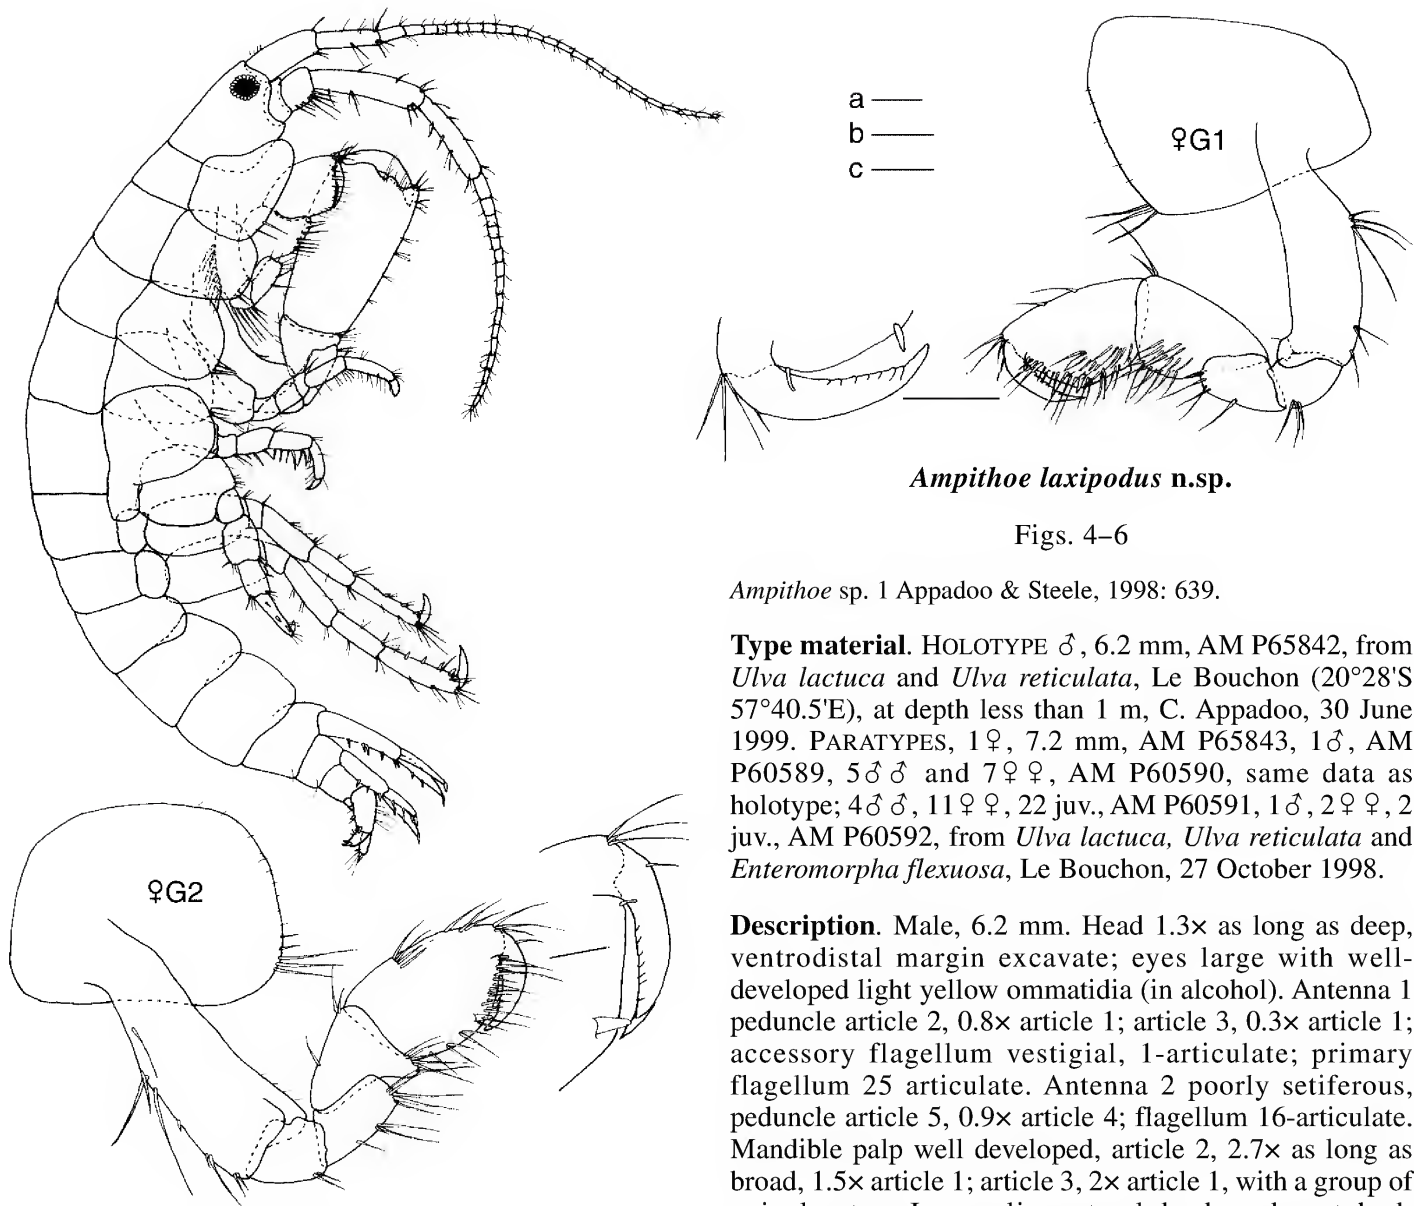 a
b
c
♀G1
♀G2
Ampithoe laxipodus n.sp.
Figs. 4–6
Ampithoe sp. 1 Appadoo & Steele, 1998: 639.
Type material. HOLOTYPE ♂, 6.2 mm, AM P65842, from
Ulva lactuca and Ulva reticulata, Le Bouchon (20°28'S
57°40.5'E), at depth less than 1 m, C. Appadoo, 30 June
1999. PARATYPES, 1♀, 7.2 mm, AM P65843, 1♂, AM
P60589, 5♂♂ and 7♀♀, AM P60590, same data as
holotype; 4♂♂, 11♀♀, 22 juv., AM P60591, 1♂, 2♀♀, 2
juv., AM P60592, from Ulva lactuca, Ulva reticulata and
Enteromorpha flexuosa, Le Bouchon, 27 October 1998.
Description. Male, 6.2 mm. Head 1.3× as long as deep,
ventrodistal margin excavate; eyes large with well-
developed light yellow ommatidia (in alcohol). Antenna 1
peduncle article 2, 0.8× article 1; article 3, 0.3× article 1;
accessory flagellum vestigial, 1-articulate; primary
flagellum 25 articulate. Antenna 2 poorly setiferous,
peduncle article 5, 0.9× article 4; flagellum 16-articulate.
Mandible palp well developed, article 2, 2.7× as long as
broad, 1.5× article 1; article 3, 2× article 1, with a group of